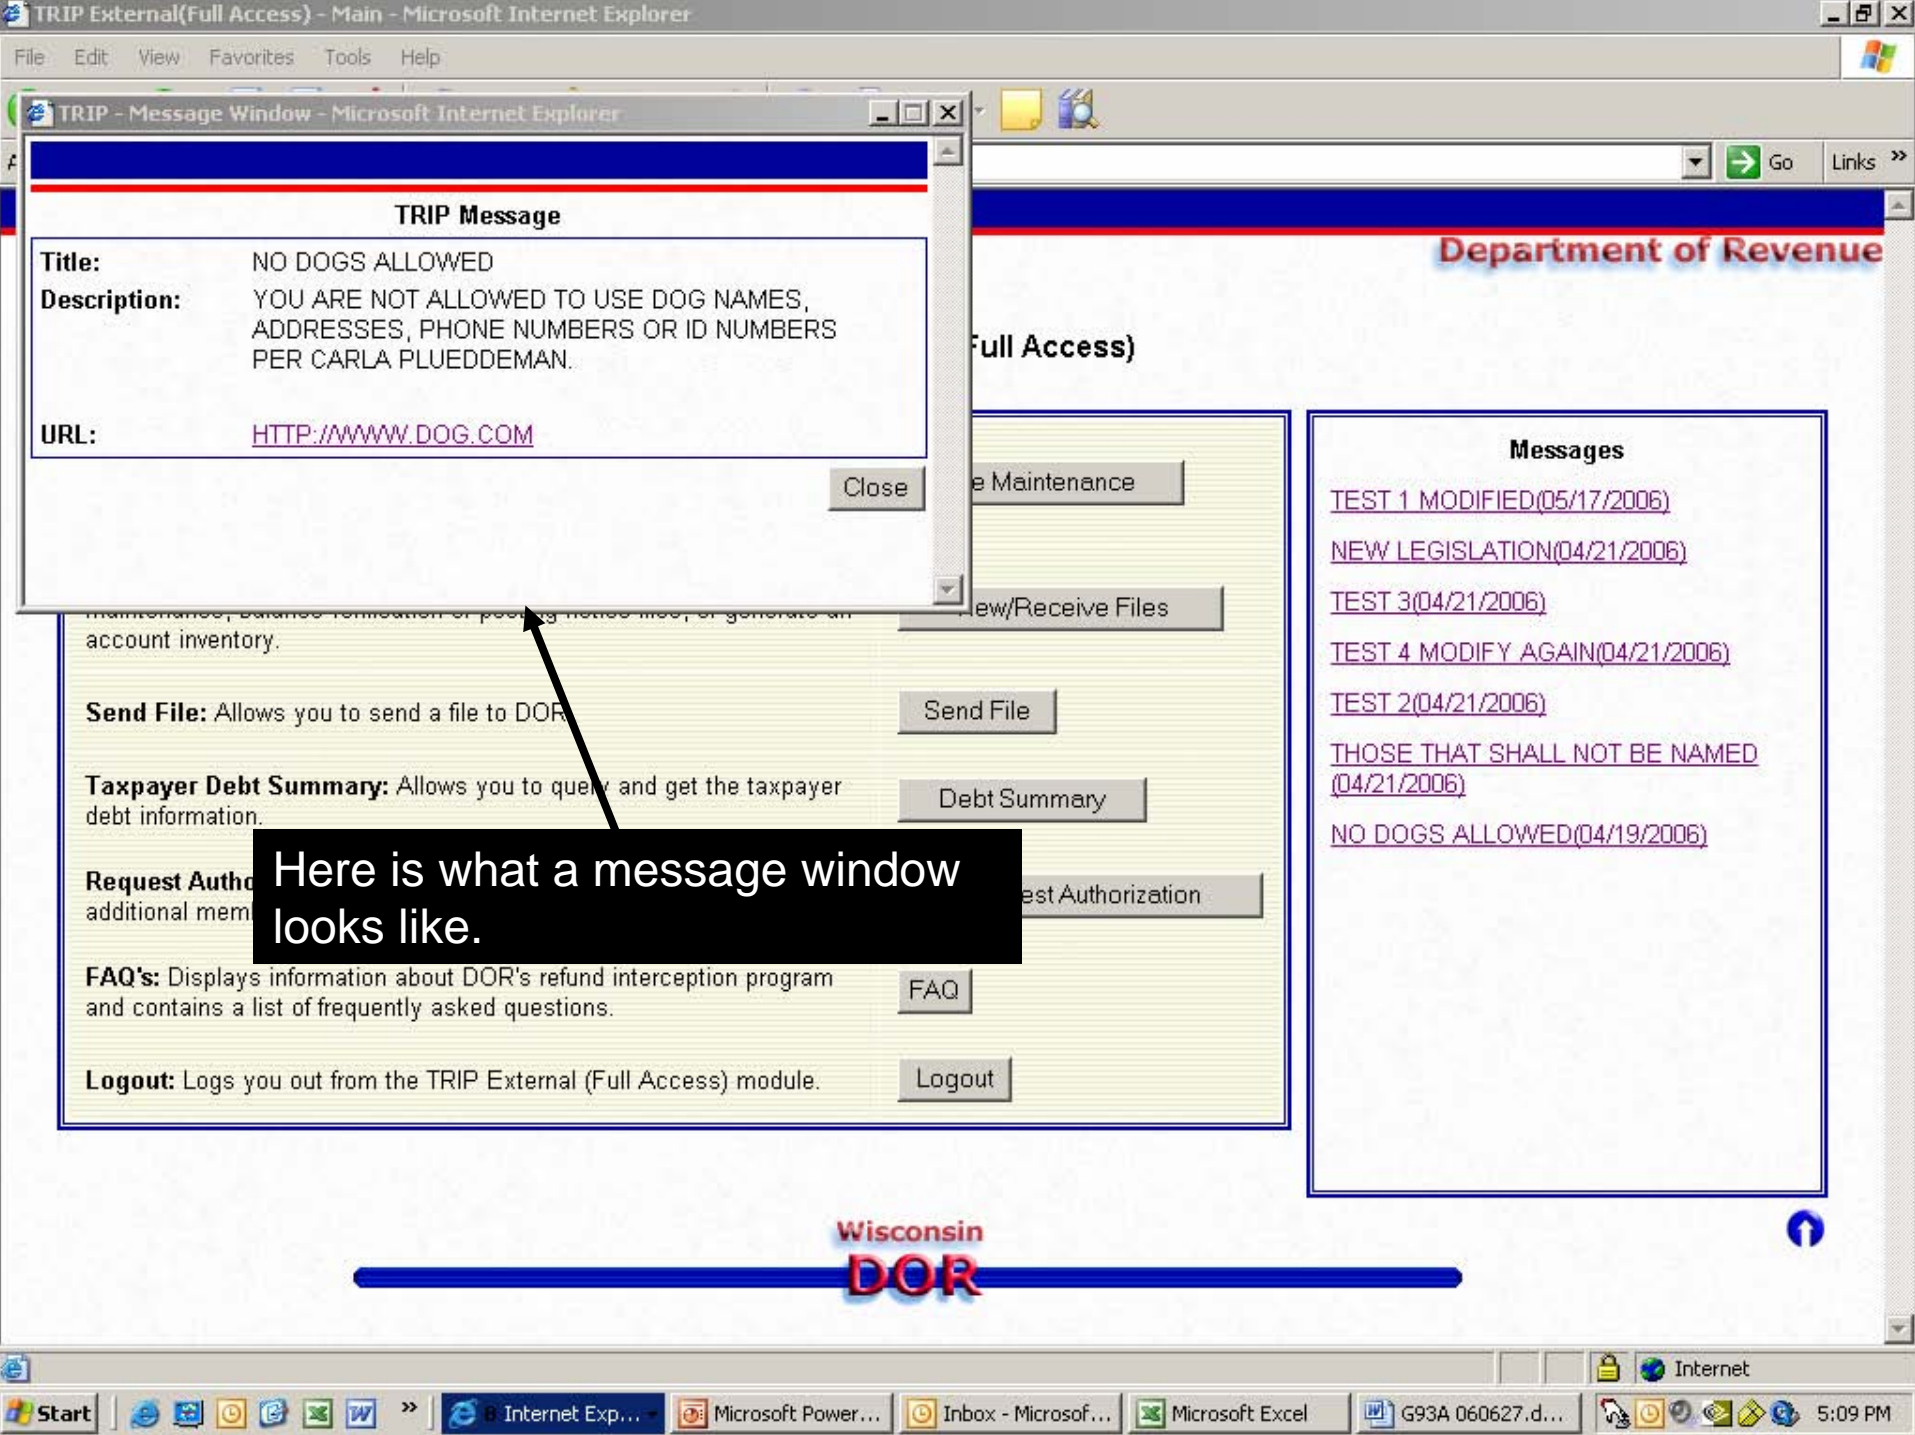 TRIP External(Full Access) - Main - Microsoft Internet Explorer
File Edit View Favorites Tools Help
TRIP - Message Window - Microsoft Internet Explorer
Go Links »
TRIP Message
Title: NO DOGS ALLOWED
Description: YOU ARE NOT ALLOWED TO USE DOG NAMES,
ADDRESSES, PHONE NUMBERS OR ID NUMBERS
PER CARLA PLUEDDEMAN.
URL: HTTP://WWW.DOG.COM
Close
Department of Revenue
Full Access)
e Maintenance
account inventory.
ew/Receive Files
Send File: Allows you to send a file to DOR
Send File
Taxpayer Debt Summary: Allows you to query and get the taxpayer
debt information.
Debt Summary
Here is what a message window
looks like.
Request Autho
additional mem
est Authorization
FAQ's: Displays information about DOR's refund interception program
and contains a list of frequently asked questions.
FAQ
Logout: Logs you out from the TRIP External (Full Access) module.
Logout
Messages
TEST 1 MODIFIED(05/17/2006)
NEW LEGISLATION(04/21/2006)
TEST 3(04/21/2006)
TEST 4 MODIFY AGAIN(04/21/2006)
TEST 2(04/21/2006)
THOSE THAT SHALL NOT BE NAMED
(04/21/2006)
NO DOGS ALLOWED(04/19/2006)
Wisconsin
DOR
Internet
Start » Internet Exp... Microsoft Power... Inbox - Microsof... Microsoft Excel G93A 060627.d... 5:09 PM